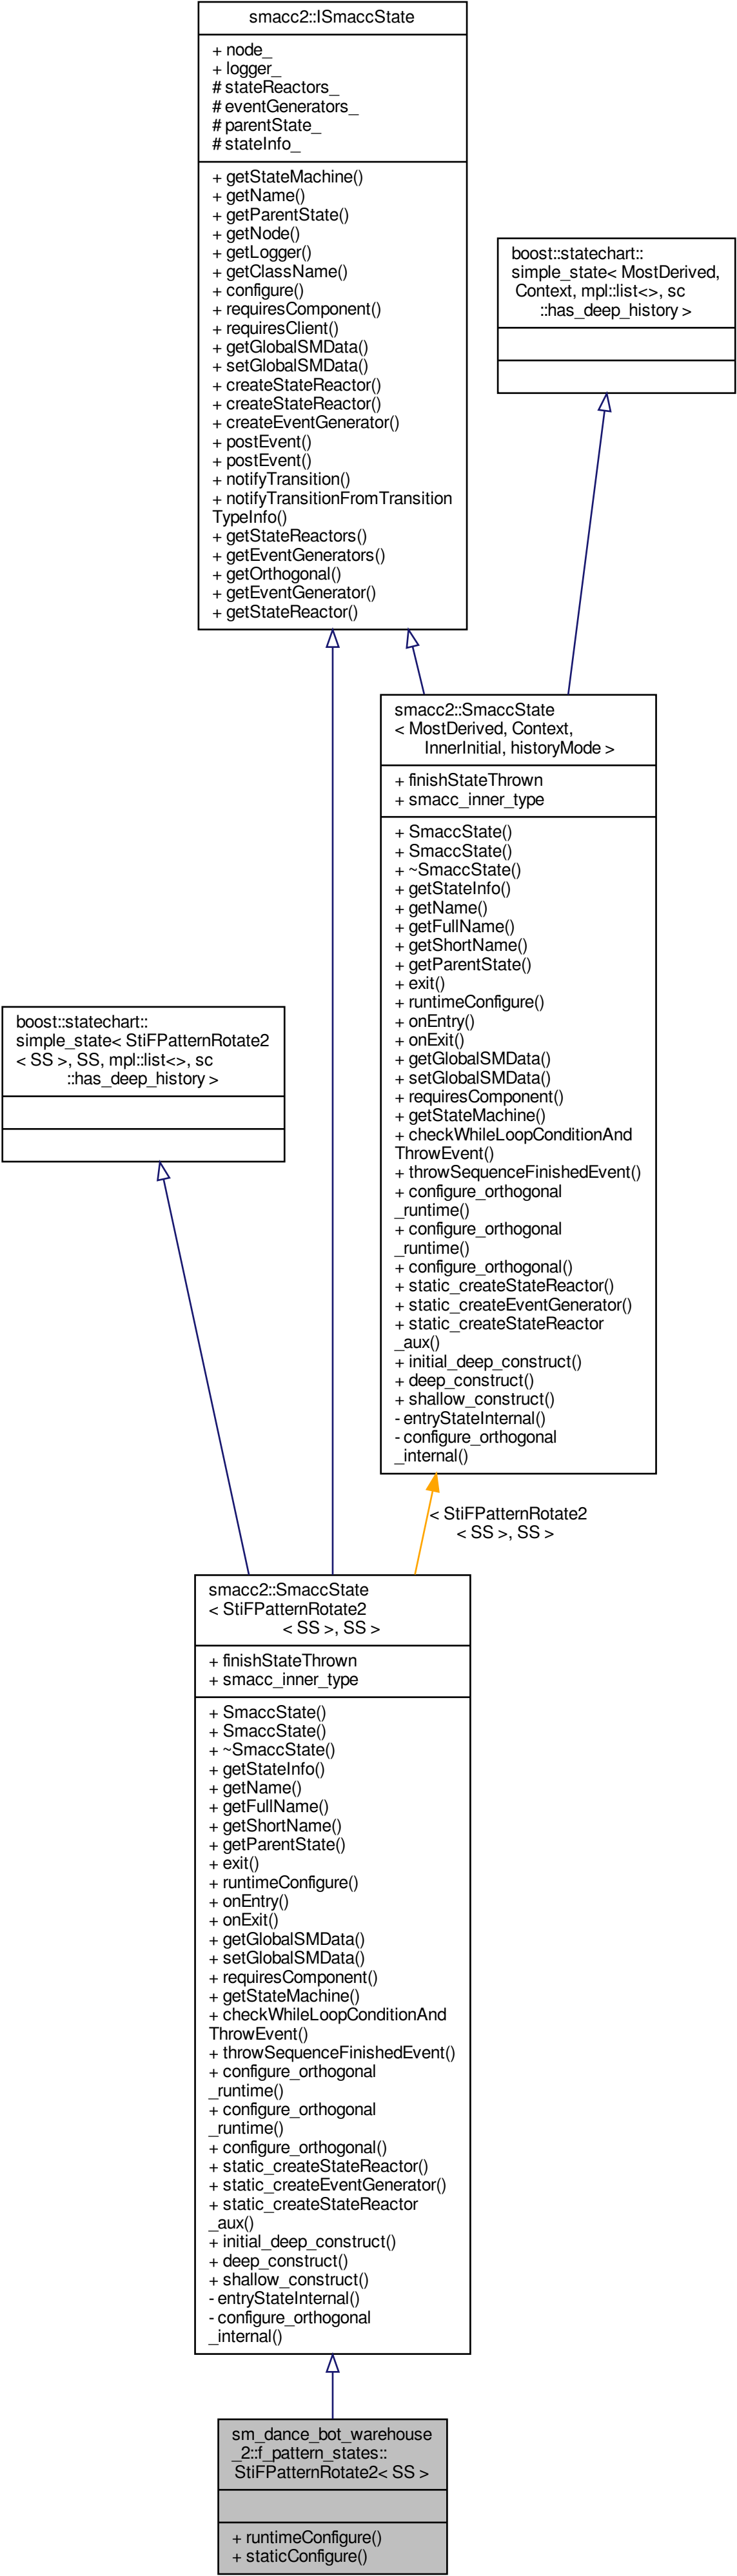 smacc2::ISmaccState
+ node_
+ logger_
# stateReactors_
# eventGenerators_
# parentState_
# stateInfo_
+ getStateMachine()
+ getName()
+ getParentState()
+ getNode()
+ getLogger()
+ getClassName()
+ configure()
+ requiresComponent()
+ requiresClient()
+ getGlobalSMData()
+ setGlobalSMData()
+ createStateReactor()
+ createStateReactor()
+ createEventGenerator()
+ postEvent()
+ postEvent()
+ notifyTransition()
+ notifyTransitionFromTransition
TypeInfo()
+ getStateReactors()
+ getEventGenerators()
+ getOrthogonal()
+ getEventGenerator()
+ getStateReactor()
boost::statechart::
simple_state< MostDerived,
Context, mpl::list<>, sc
::has_deep_history >
smacc2::SmaccState
< MostDerived, Context,
InnerInitial, historyMode >
+ finishStateThrown
+ smacc_inner_type
+ SmaccState()
+ SmaccState()
+ ~SmaccState()
+ getStateInfo()
+ getName()
+ getFullName()
+ getShortName()
+ getParentState()
+ exit()
+ runtimeConfigure()
+ onEntry()
+ onExit()
+ getGlobalSMData()
+ setGlobalSMData()
+ requiresComponent()
+ getStateMachine()
+ checkWhileLoopConditionAnd
ThrowEvent()
+ throwSequenceFinishedEvent()
+ configure_orthogonal
_runtime()
+ configure_orthogonal
_runtime()
+ configure_orthogonal()
+ static_createStateReactor()
+ static_createEventGenerator()
+ static_createStateReactor
_aux()
+ initial_deep_construct()
+ deep_construct()
+ shallow_construct()
- entryStateInternal()
- configure_orthogonal
_internal()
boost::statechart::
simple_state< StiFPatternRotate2
< SS >, SS, mpl::list<>, sc
::has_deep_history >
< StiFPatternRotate2
< SS >, SS >
smacc2::SmaccState
< StiFPatternRotate2
< SS >, SS >
+ finishStateThrown
+ smacc_inner_type
+ SmaccState()
+ SmaccState()
+ ~SmaccState()
+ getStateInfo()
+ getName()
+ getFullName()
+ getShortName()
+ getParentState()
+ exit()
+ runtimeConfigure()
+ onEntry()
+ onExit()
+ getGlobalSMData()
+ setGlobalSMData()
+ requiresComponent()
+ getStateMachine()
+ checkWhileLoopConditionAnd
ThrowEvent()
+ throwSequenceFinishedEvent()
+ configure_orthogonal
_runtime()
+ configure_orthogonal
_runtime()
+ configure_orthogonal()
+ static_createStateReactor()
+ static_createEventGenerator()
+ static_createStateReactor
_aux()
+ initial_deep_construct()
+ deep_construct()
+ shallow_construct()
- entryStateInternal()
- configure_orthogonal
_internal()
sm_dance_bot_warehouse
_2::f_pattern_states::
StiFPatternRotate2< SS >
+ runtimeConfigure()
+ staticConfigure()